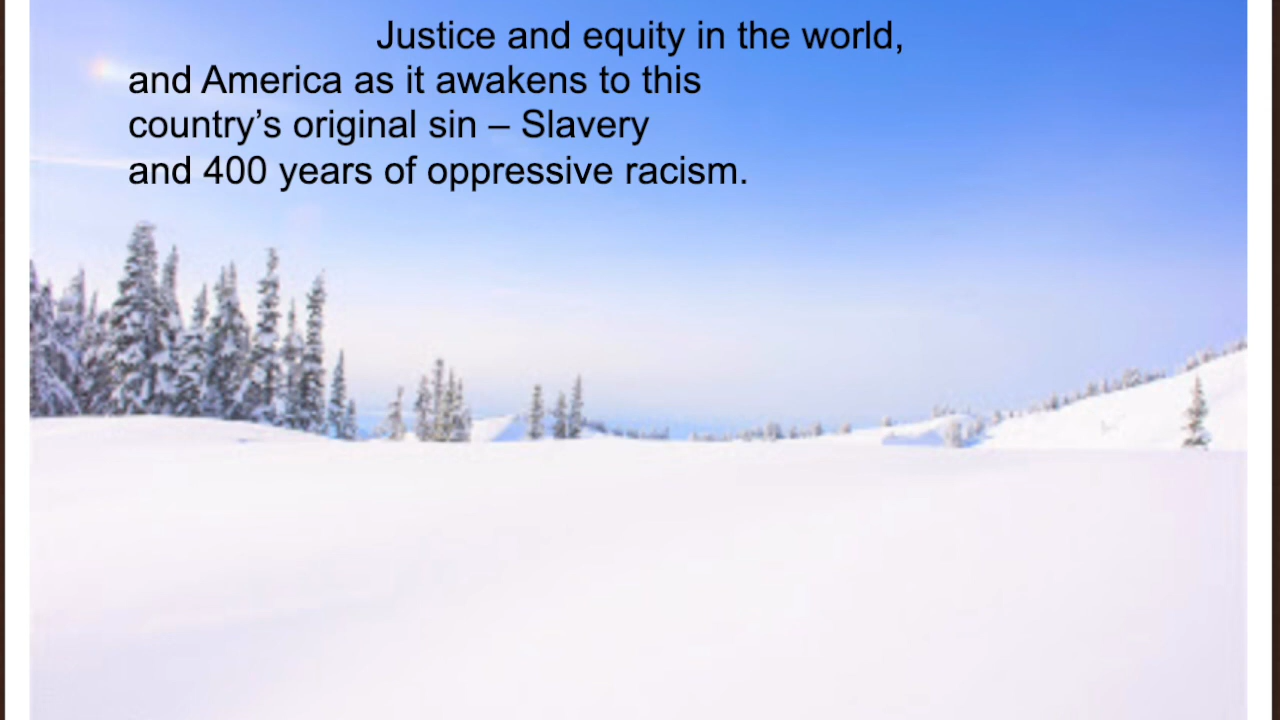 Justice and equity in the world,
and America as it awakens to this
country’s original sin – Slavery
and 400 years of oppressive racism.